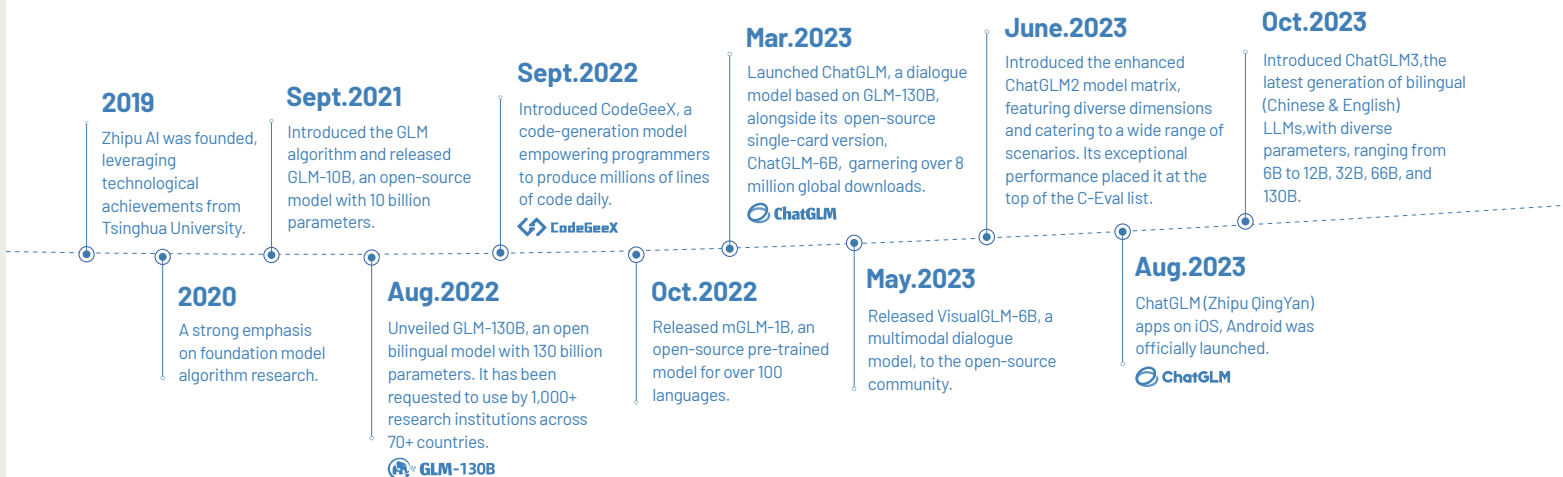 2019
Zhipu AI was founded,
leveraging
technological
achievements from
Tsinghua University.
2020
A strong emphasis
on foundation model
algorithm research.
Sept.2021
Introduced the GLM
algorithm and released
GLM-10B, an open-source
model with 10 billion
parameters.
Aug.2022
Unveiled GLM-130B, an open
bilingual model with 130 billion
parameters. It has been
requested to use by 1,000+
research institutions across
70+ countries.
GLM-130B
Sept.2022
Introduced CodeGeeX, a
code-generation model
empowering programmers
to produce millions of lines
of code daily.
CodeGeeX
Oct.2022
Released mGLM-1B, an
open-source pre-trained
model for over 100
languages.
Mar.2023
Launched ChatGLM, a dialogue
model based on GLM-130B,
alongside its open-source
single-card version,
ChatGLM-6B, garnering over 8
million global downloads.
ChatGLM
May.2023
Released VisualGLM-6B, a
multimodal dialogue
model, to the open-source
community.
June.2023
Introduced the enhanced
ChatGLM2 model matrix,
featuring diverse dimensions
and catering to a wide range of
scenarios. Its exceptional
performance placed it at the
top of the C-Eval list.
Aug.2023
ChatGLM (Zhipu QingYan)
apps on iOS, Android was
officially launched.
ChatGLM
Oct.2023
Introduced ChatGLM3,the
latest generation of bilingual
(Chinese & English)
LLMs,with diverse
parameters, ranging from
6B to 12B, 32B, 66B, and
130B.